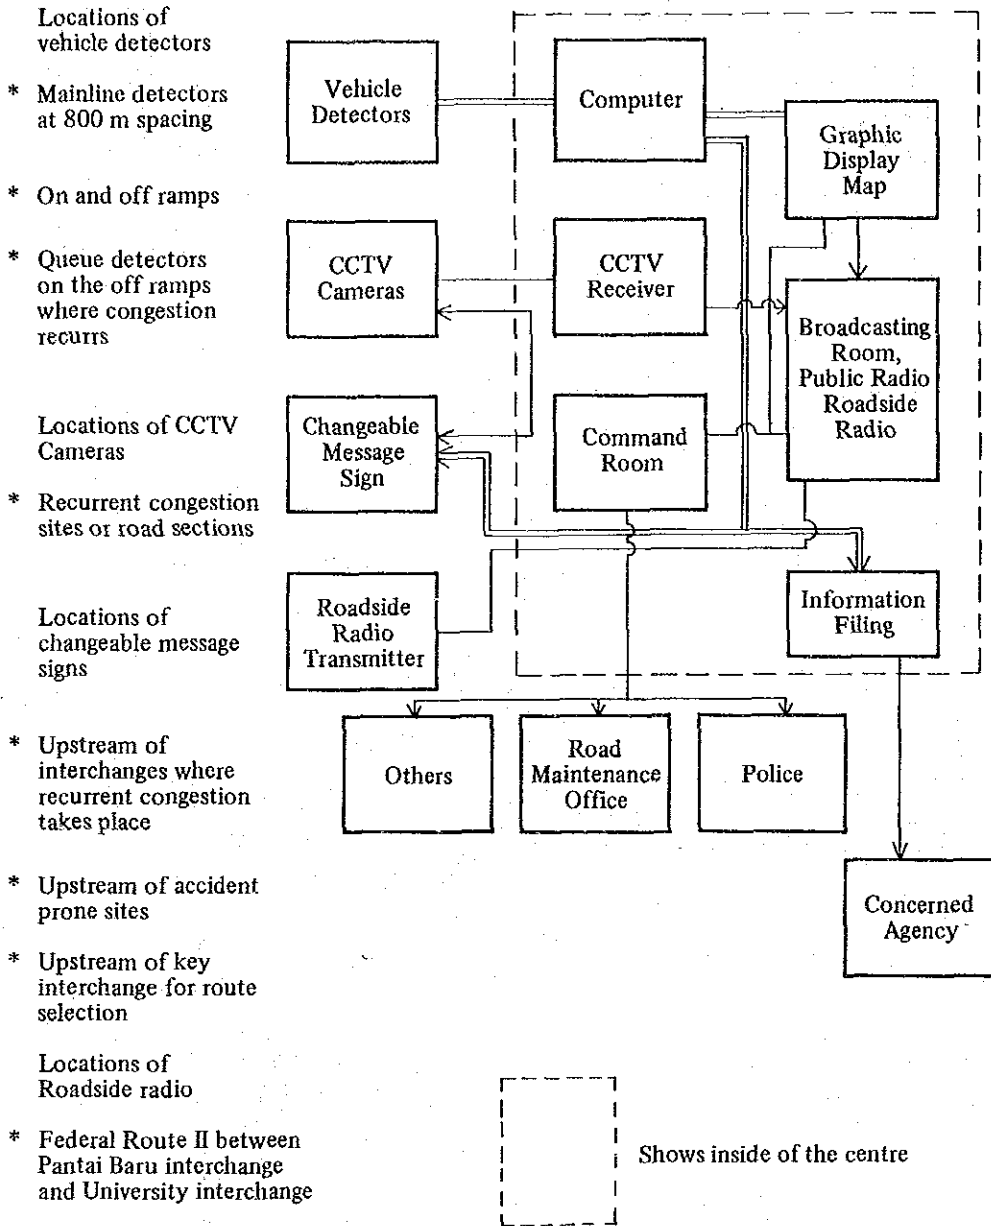 Locations of
vehicle detectors
* Mainline detectors
at 800 m spacing
* On and off ramps
* Queue detectors
on the off ramps
where congestion
recurrs
Locations of CCTV
Cameras
* Recurrent congestion
sites or road sections
Locations of
changeable message
signs
* Upstream of
interchanges where
recurrent congestion
takes place
* Upstream of accident
prone sites
* Upstream of key
interchange for route
selection
Locations of
Roadside radio
* Federal Route II between
Pantai Baru interchange
and University interchange
Vehicle
Detectors
Computer
Graphic
Display
Map
CCTV
Cameras
CCTV
Receiver
Broadcasting
Room,
Public Radio
Roadside
Radio
Changeable
Message
Sign
Command
Room
Roadside
Radio
Transmitter
Information
Filing
Others
Road
Maintenance
Office
Police
Concerned
Agency
Shows inside of the centre